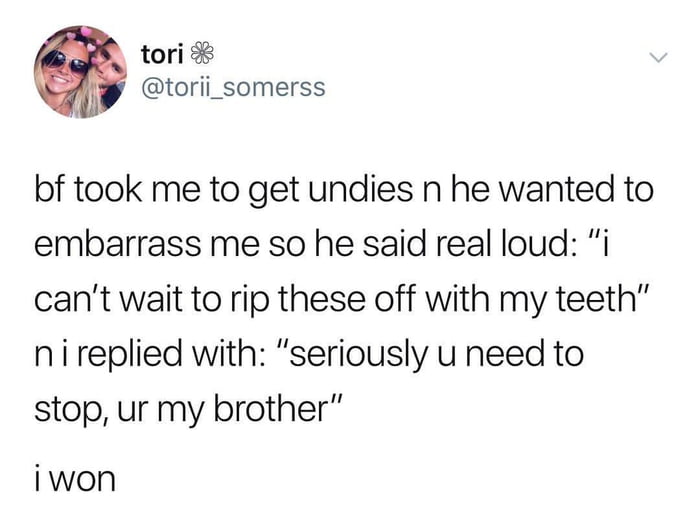 tori
@torii_somerss
bf took me to get undies n he wanted to
embarrass me so he said real loud: “i
can’t wait to rip these off with my teeth”
n i replied with: “seriously u need to
stop, ur my brother”
i won